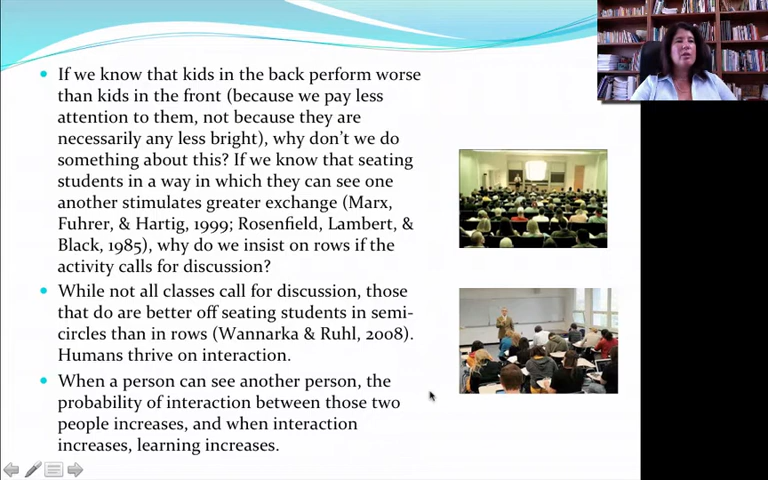 If we know that kids in the back perform worse
than kids in the front (because we pay less
attention to them, not because they are
necessarily any less bright), why don't we do
something about this? If we know that seating
students in a way in which they can see one
another stimulates greater exchange (Marx,
Fuhrer, & Hartig, 1999; Rosenfield, Lambert, &
Black, 1985), why do we insist on rows if the
activity calls for discussion?
While not all classes call for discussion, those
that do are better off seating students in semi-
circles than in rows (Wannarka & Ruhl, 2008).
Humans thrive on interaction.
When a person can see another person, the
probability of interaction between those two
people increases, and when interaction
increases, learning increases.